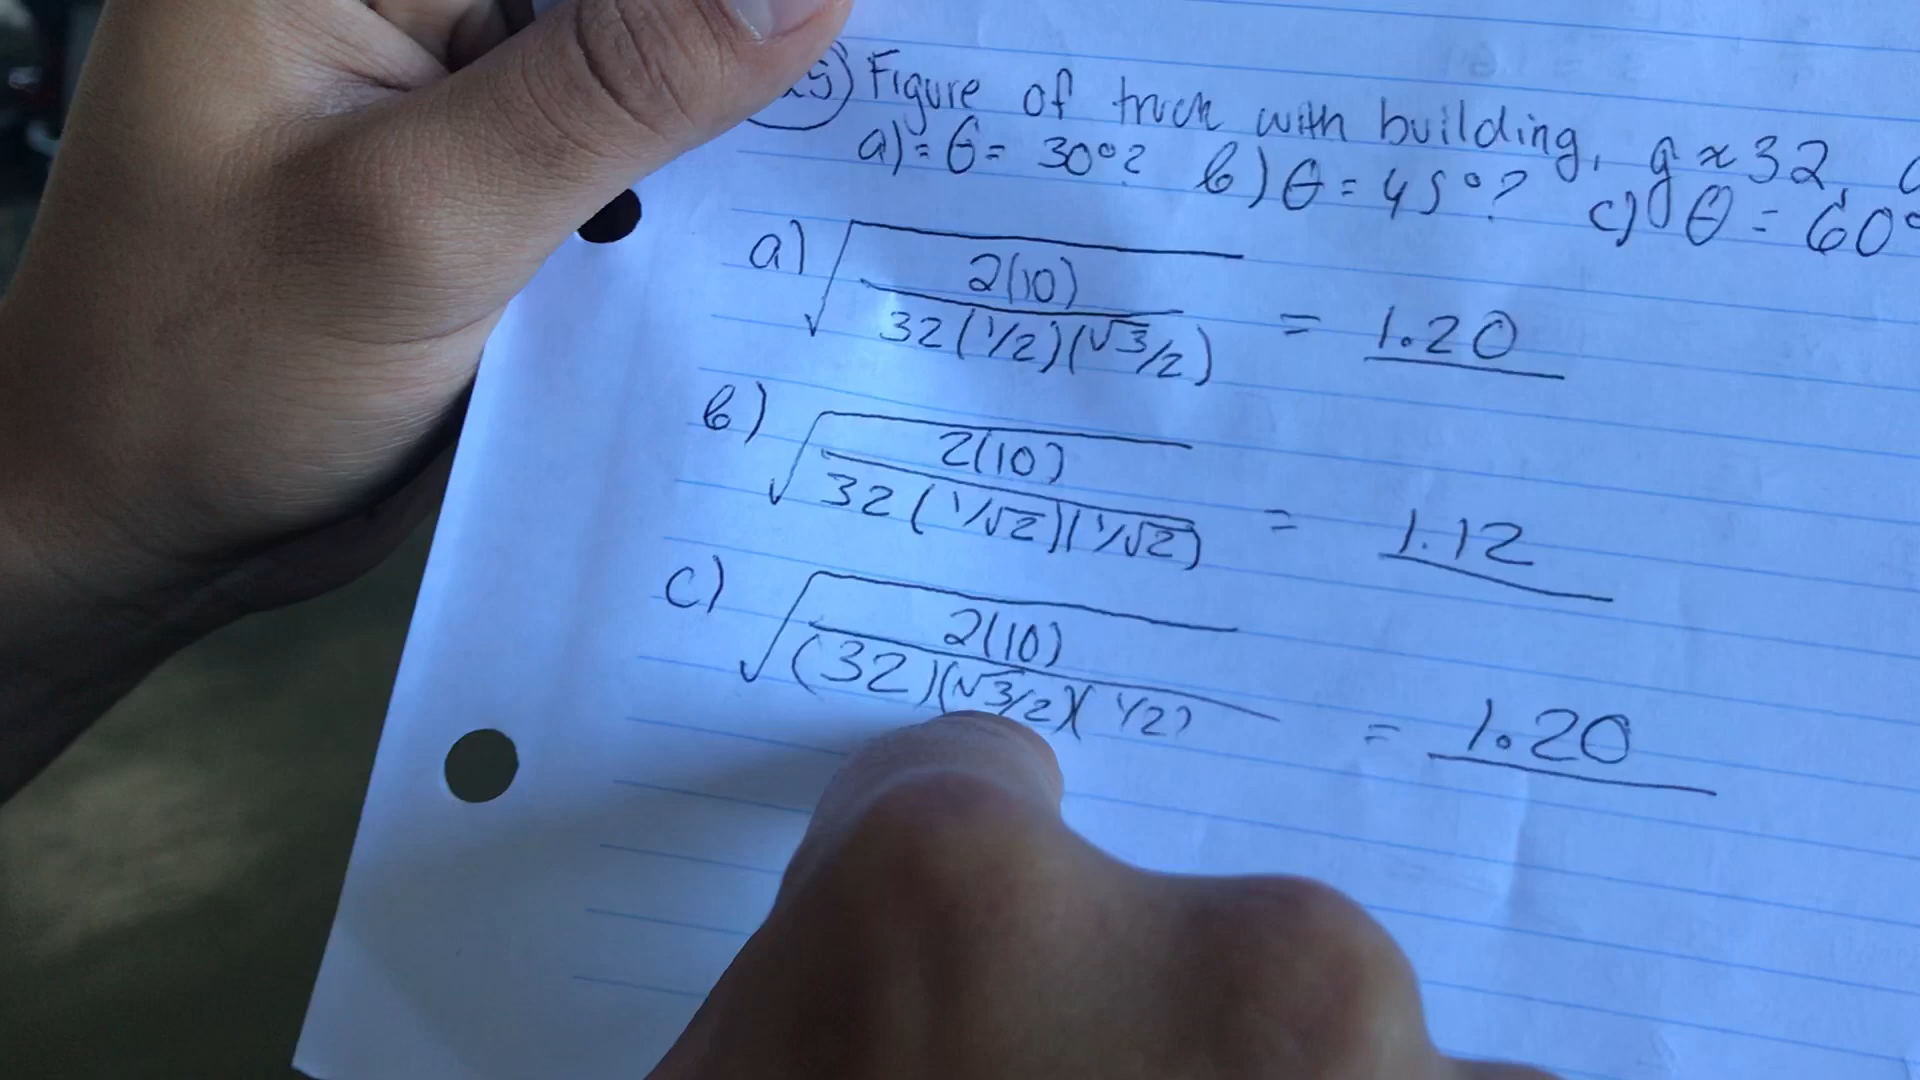 25) Figure of truck with building, g ≈ 32,
a) = θ = 30°? b) θ = 45°? c) θ = 60°
a) √(2(10) / 32(1/2)(√3/2)) = 1.20
b) √(2(10) / 32(1/√2)(1/√2)) = 1.12
c) √(2(10) / (32)(√3/2)(1/2)) = 1.20